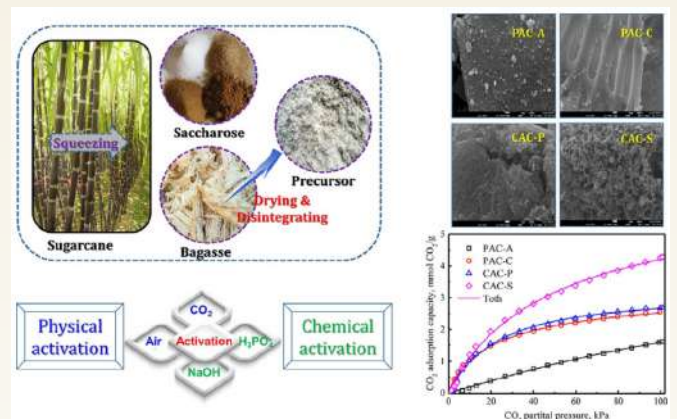 Squeezing
Sugarcane
Saccharose
Bagasse
Precursor
Drying &
Disintegrating
Physical
activation
CO₂
Air
Activation
H₃PO₂
NaOH
Chemical
activation
PAC-A
PAC-C
CAC-P
CAC-S
CO₂ adsorption capacity, mmol CO₂/g
5
4
3
2
1
0
PAC-A
PAC-C
CAC-P
CAC-S
Toth
0 20 40 60 80 100
CO₂ partital pressure, kPa